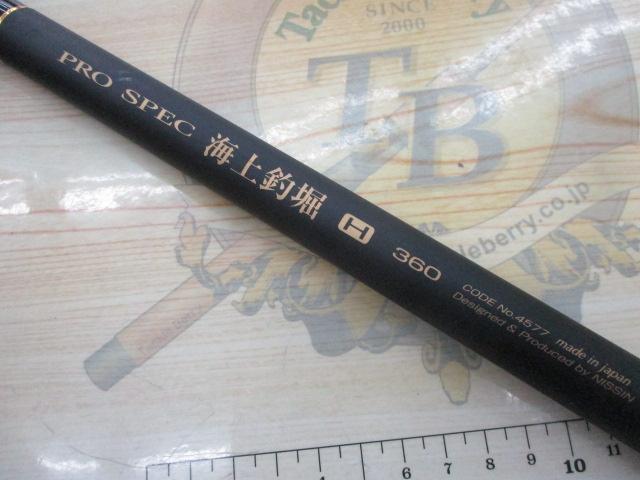 PRO SPEC 海上釣堀 H 360
CODE No.4577 made in japan
Designed & Produced by NISSIN
SINCE
2000
TB
leberry.co.jp
6 7 8 9 10 11